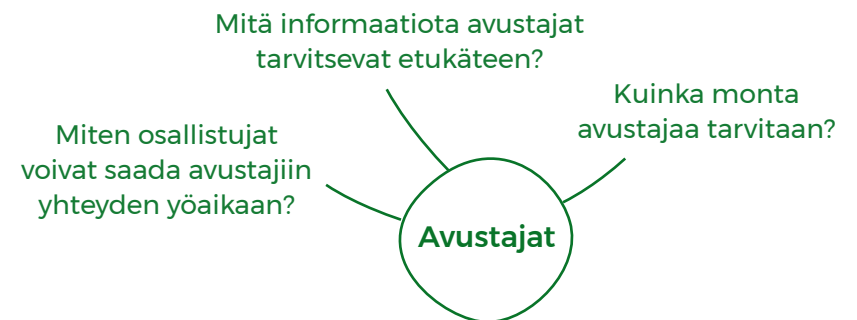 Mitä informaatiota avustajat
tarvitsevat etukäteen?
Kuinka monta
avustajaa tarvitaan?
Miten osallistujat
voivat saada avustajiin
yhteyden yöaikaan?
Avustajat